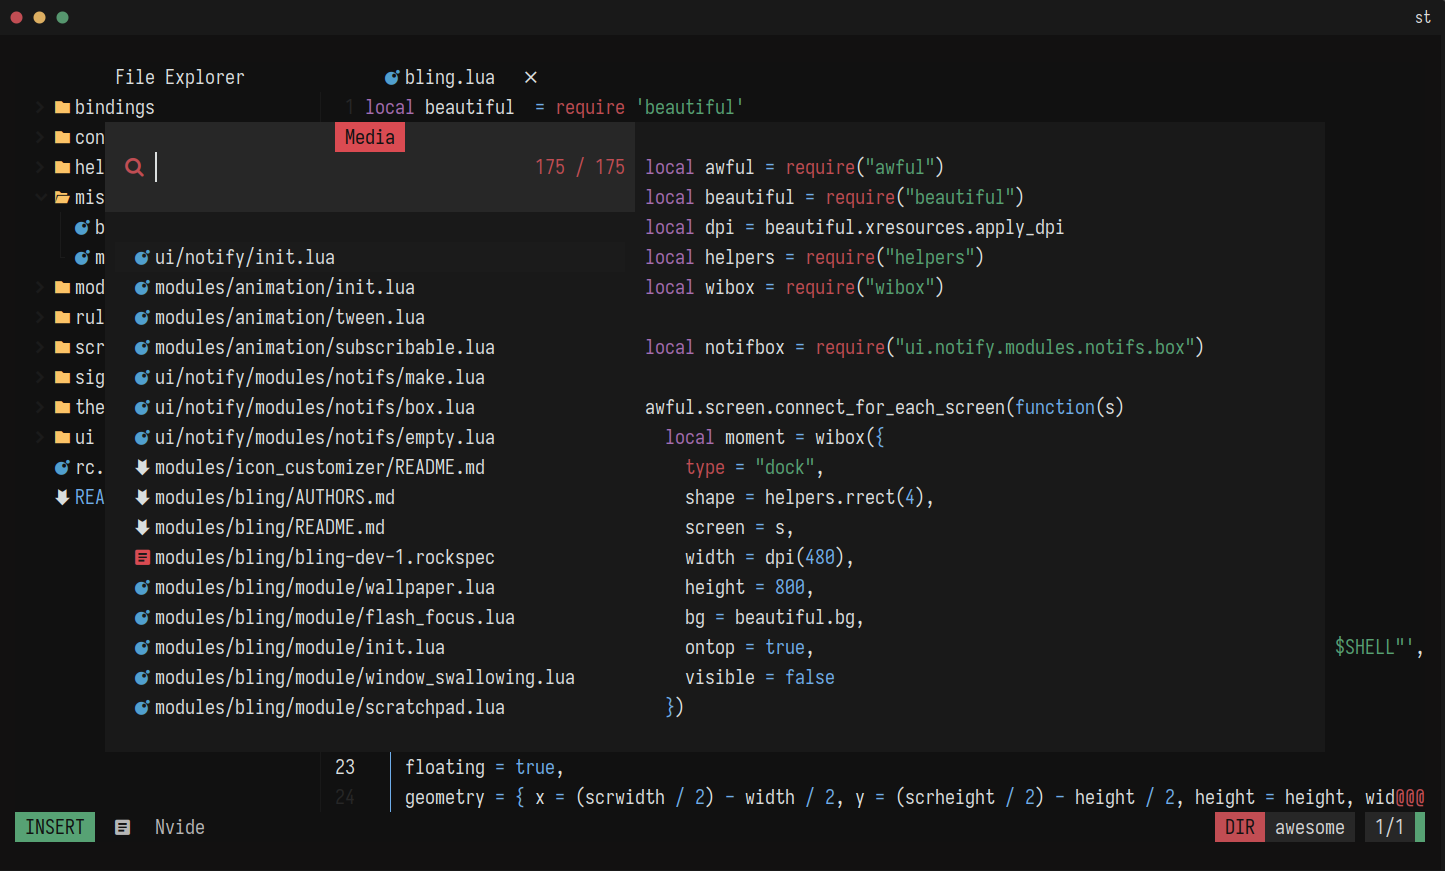 st
File Explorer
bling.lua ×
bindings
con
hel
mis
b
m
mod
rul
scr
sig
the
ui
rc.
REA
1 local beautiful = require 'beautiful'
Media
175 / 175
ui/notify/init.lua
modules/animation/init.lua
modules/animation/tween.lua
modules/animation/subscribable.lua
ui/notify/modules/notifs/make.lua
ui/notify/modules/notifs/box.lua
ui/notify/modules/notifs/empty.lua
modules/icon_customizer/README.md
modules/bling/AUTHORS.md
modules/bling/README.md
modules/bling/bling-dev-1.rockspec
modules/bling/module/wallpaper.lua
modules/bling/module/flash_focus.lua
modules/bling/module/init.lua
modules/bling/module/window_swallowing.lua
modules/bling/module/scratchpad.lua
local awful = require("awful")
local beautiful = require("beautiful")
local dpi = beautiful.xresources.apply_dpi
local helpers = require("helpers")
local wibox = require("wibox")
local notifbox = require("ui.notify.modules.notifs.box")
awful.screen.connect_for_each_screen(function(s)
local moment = wibox({
type = "dock",
shape = helpers.rrect(4),
screen = s,
width = dpi(480),
height = 800,
bg = beautiful.bg,
ontop = true,
visible = false
})
$SHELL"',
23 floating = true,
24 geometry = { x = (scrwidth / 2) - width / 2, y = (scrheight / 2) - height / 2, height = height, wid@@@
INSERT Nvide
DIR awesome 1/1